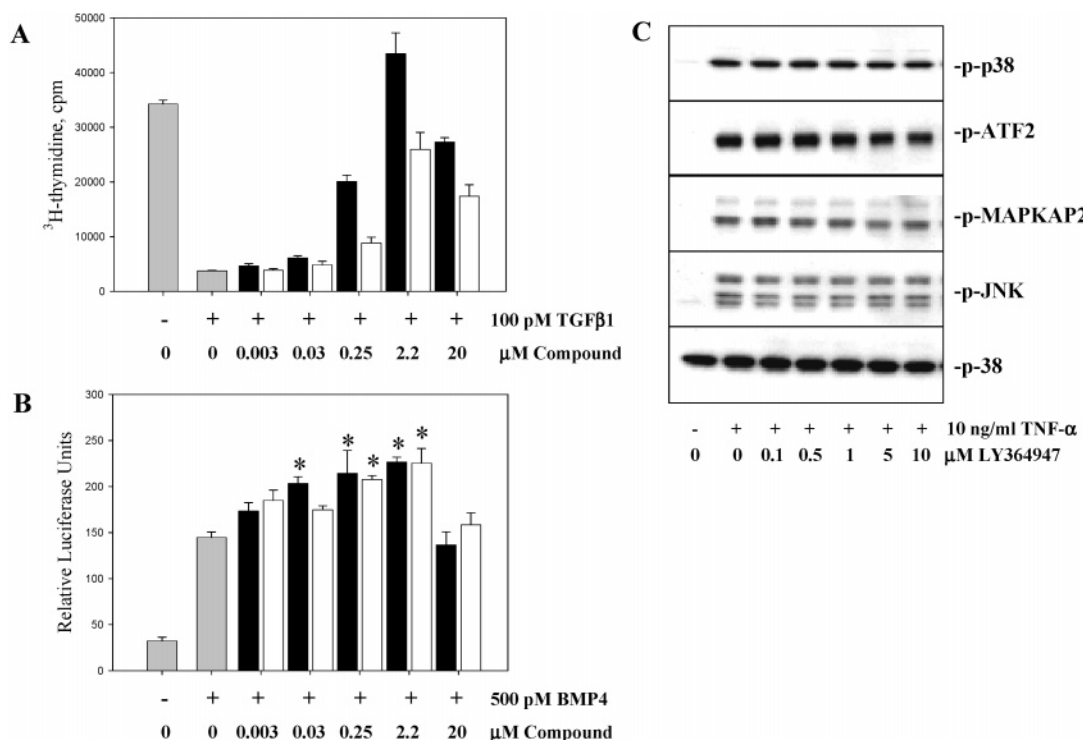 A
50000
40000
30000
20000
10000
0
³H-thymidine, cpm
- + + + + + + 100 pM TGFβ1
0 0 0.003 0.03 0.25 2.2 20 μM Compound
B
300
250
200
150
100
50
0
Relative Luciferase Units
* * * * *
- + + + + + + 500 pM BMP4
0 0 0.003 0.03 0.25 2.2 20 μM Compound
C
-p-p38
-p-ATF2
-p-MAPKAP2
-p-JNK
-p-38
- + + + + + + 10 ng/ml TNF-α
0 0 0.1 0.5 1 5 10 μM LY364947